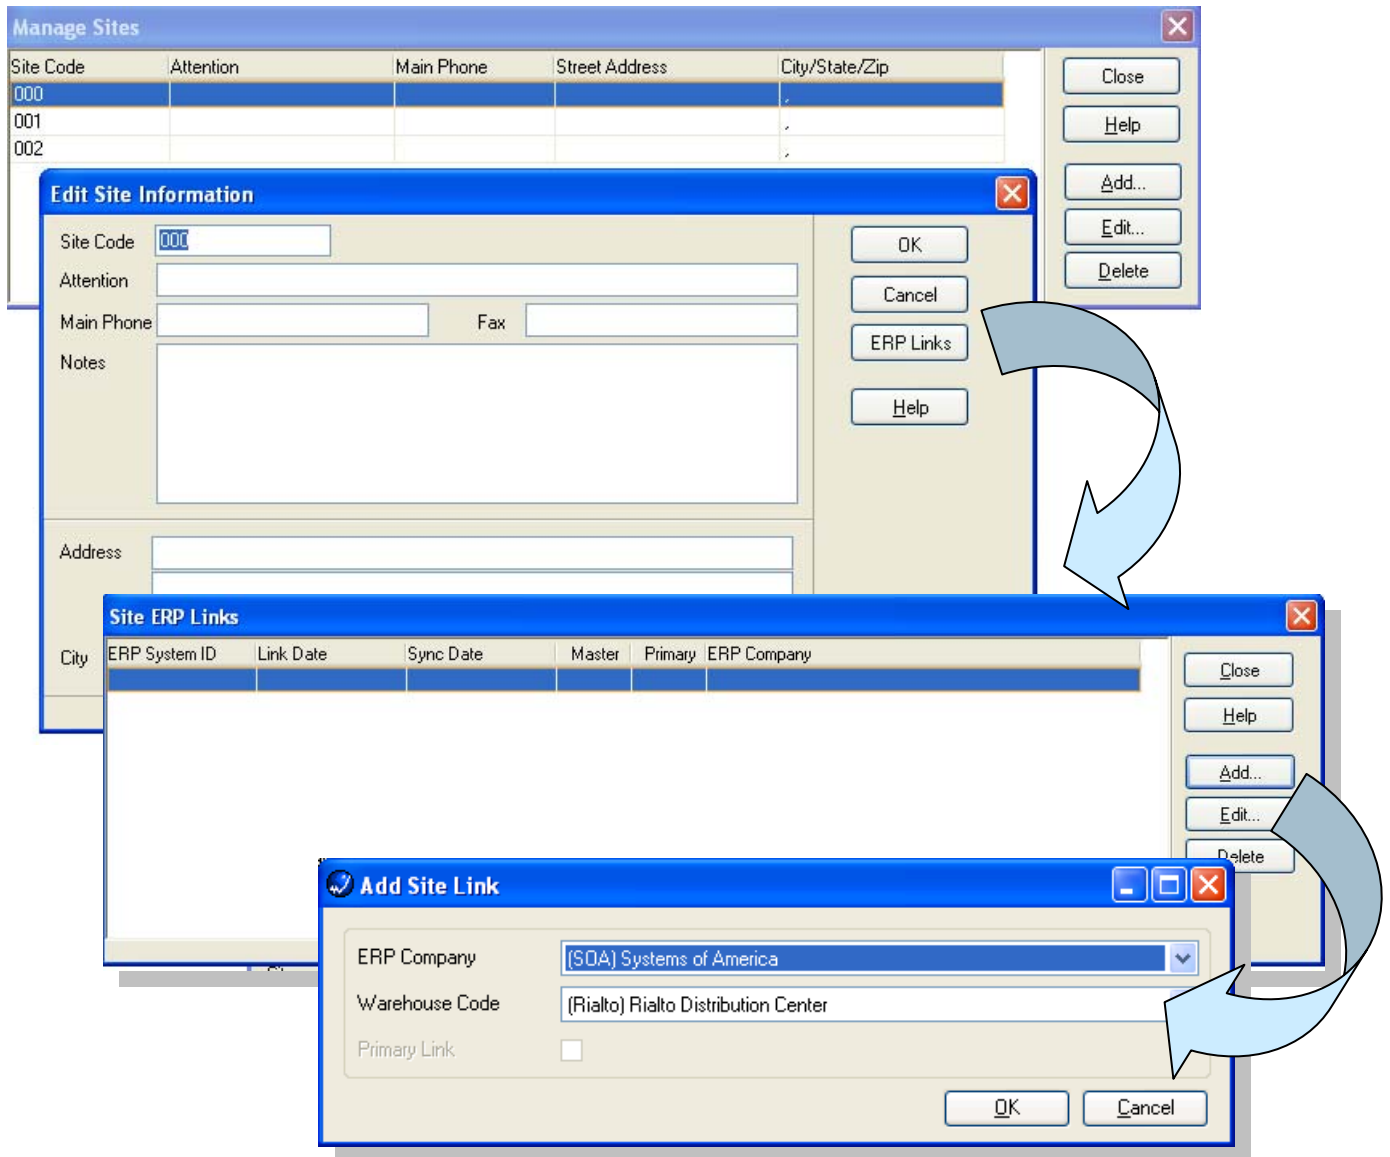 Manage Sites
Site Code Attention Main Phone Street Address City/State/Zip
Close
000 ,
001 ,
Help
002 ,
Add...
Edit Site Information
Edit...
Site Code 000
OK
Delete
Attention
Cancel
Main Phone Fax
ERP Links
Notes
Help
Address
Site ERP Links
City
ERP System ID Link Date Sync Date Master Primary ERP Company
Close
Help
Add...
Edit...
Delete
Add Site Link
ERP Company (SOA) Systems of America
Warehouse Code (Rialto) Rialto Distribution Center
Primary Link
OK Cancel